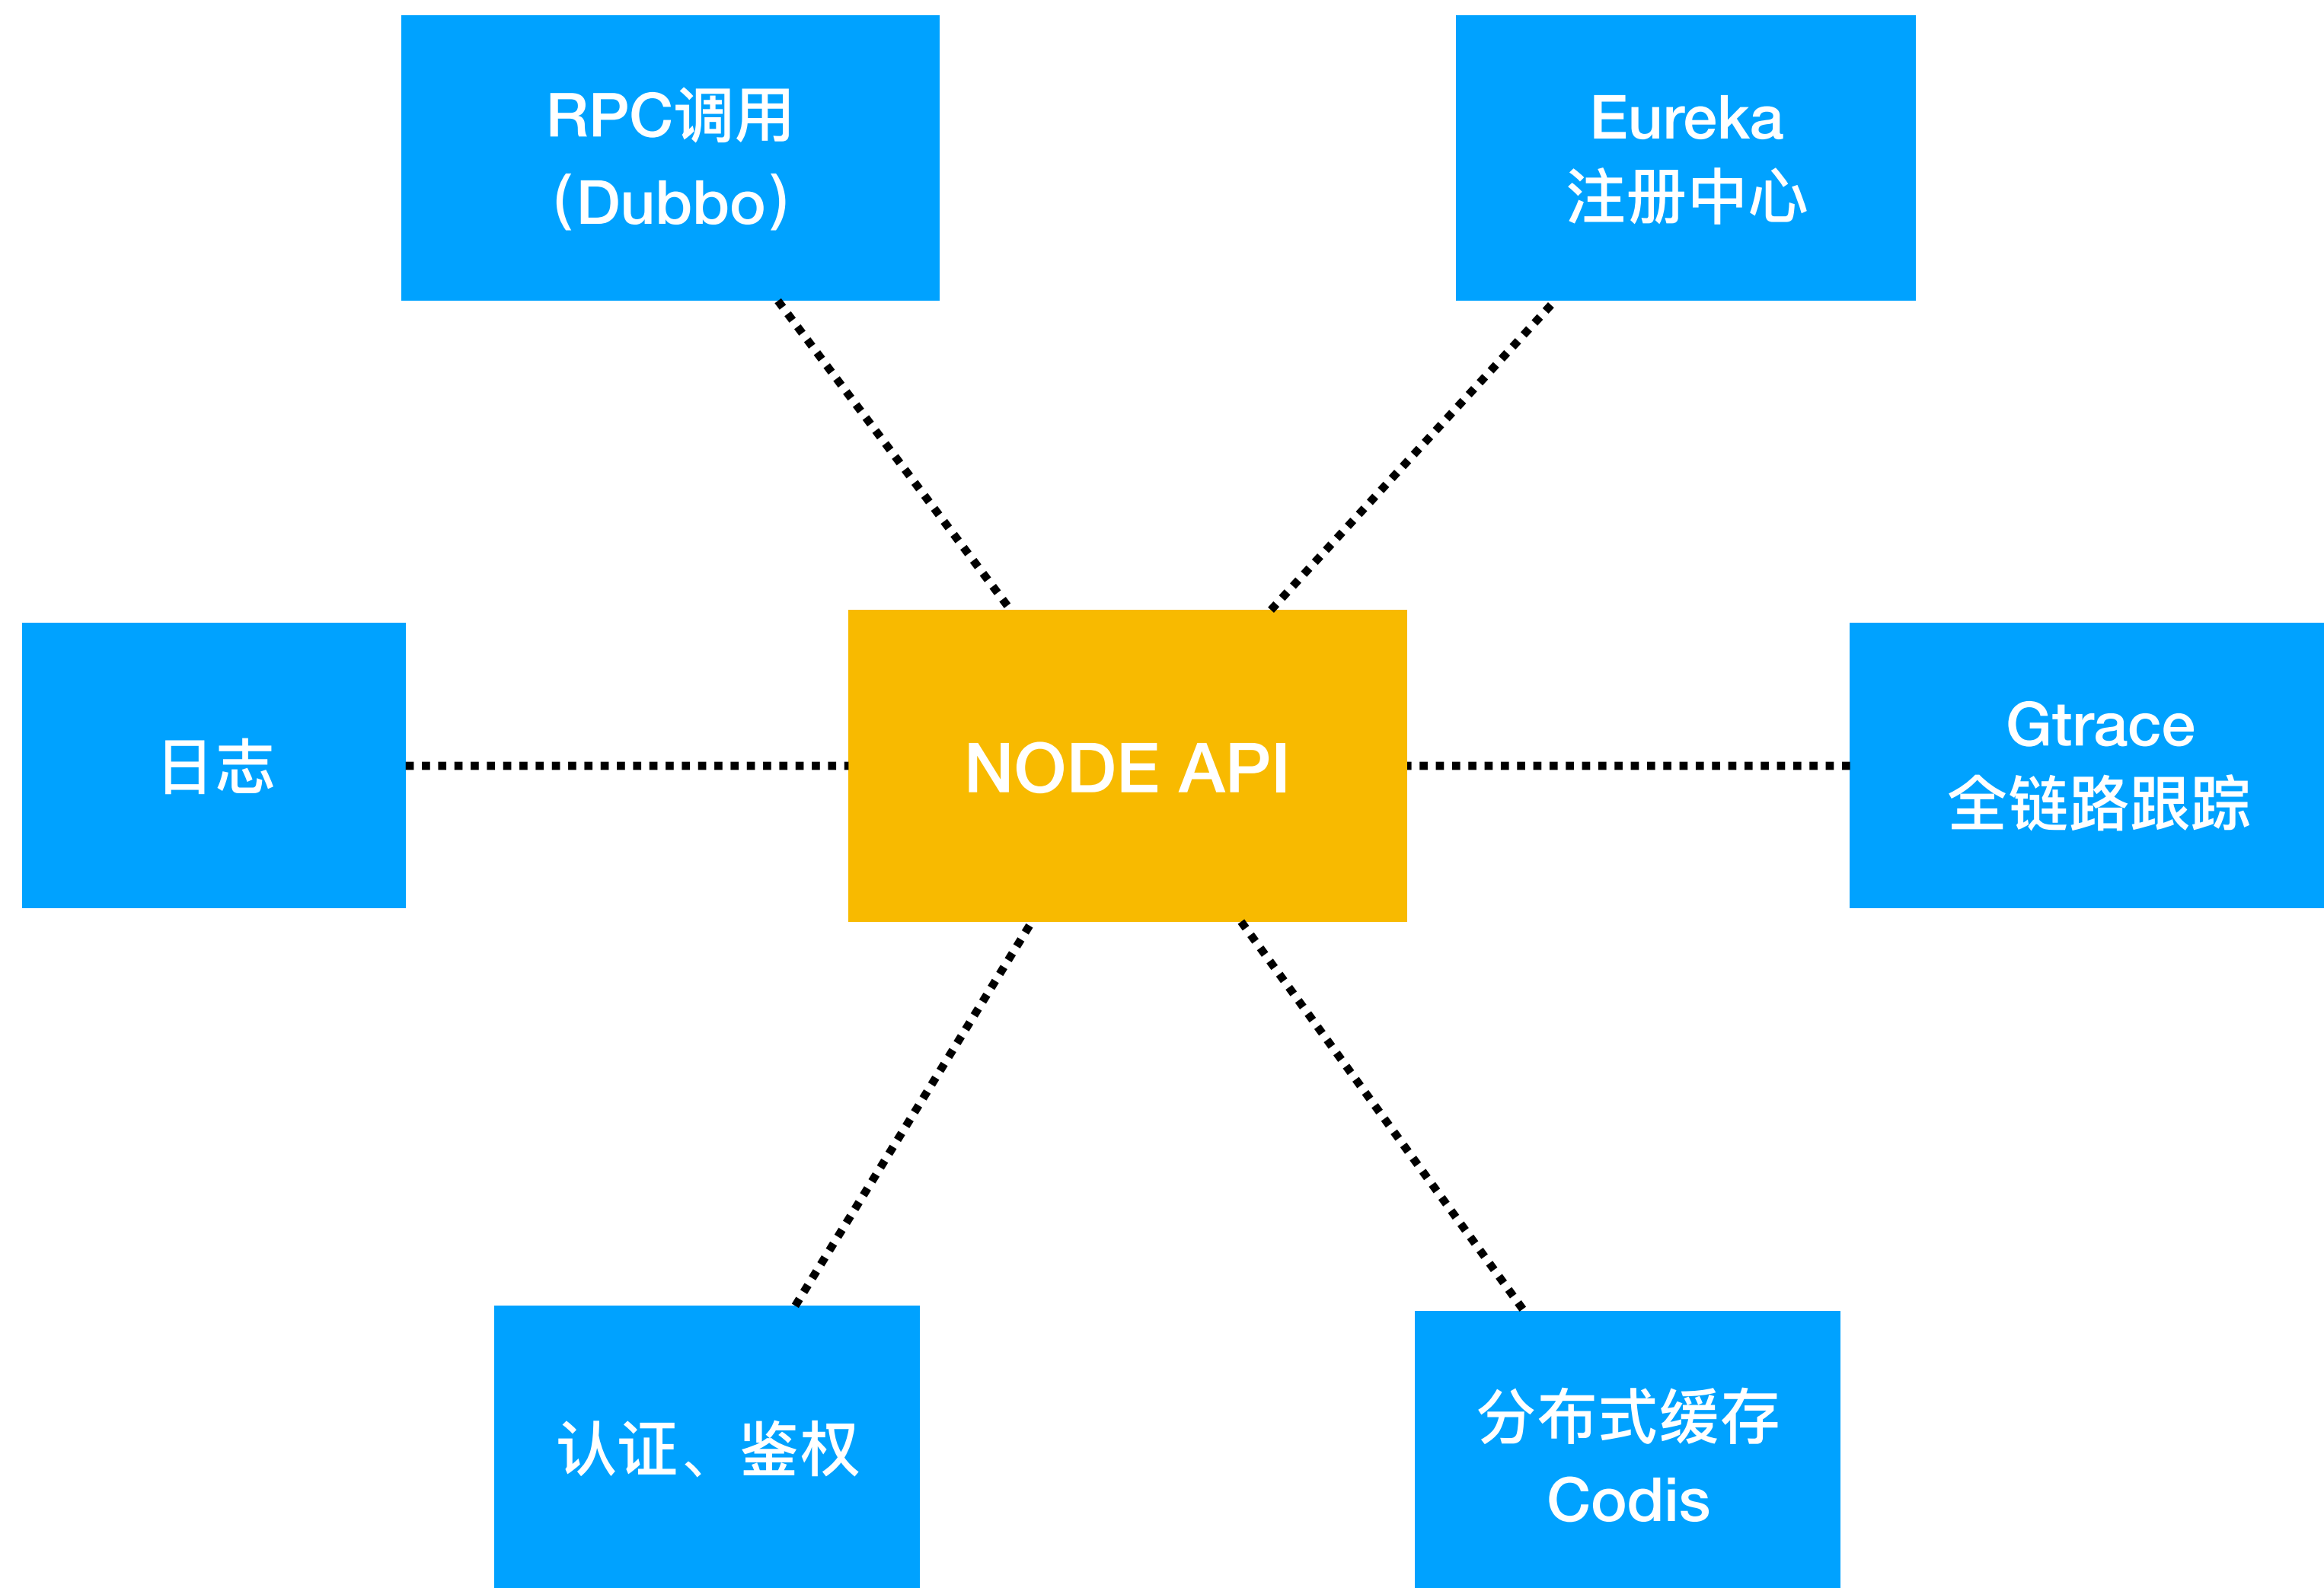 RPC调用
(Dubbo)
Eureka
注册中心
日志
NODE API
Gtrace
全链路跟踪
认证、鉴权
分布式缓存
Codis